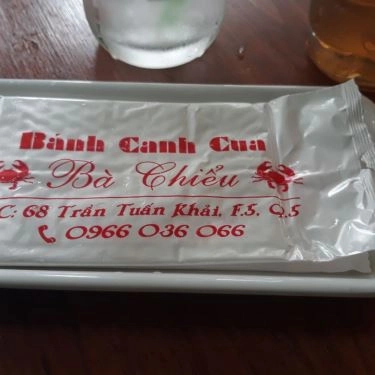 Bánh Canh Cua
Bà Chiểu
C: 68 Trần Tuấn Khải, F.5, Q.5
0966 036 066